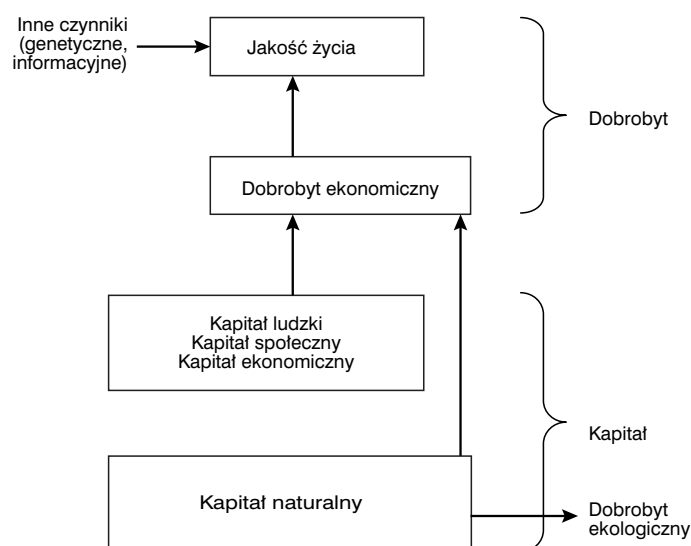 Inne czynniki
(genetyczne,
informacyjne)
Jakość życia
Dobrobyt
Dobrobyt ekonomiczny
Kapitał ludzki
Kapitał społeczny
Kapitał ekonomiczny
Kapitał
Kapitał naturalny
Dobrobyt
ekologiczny